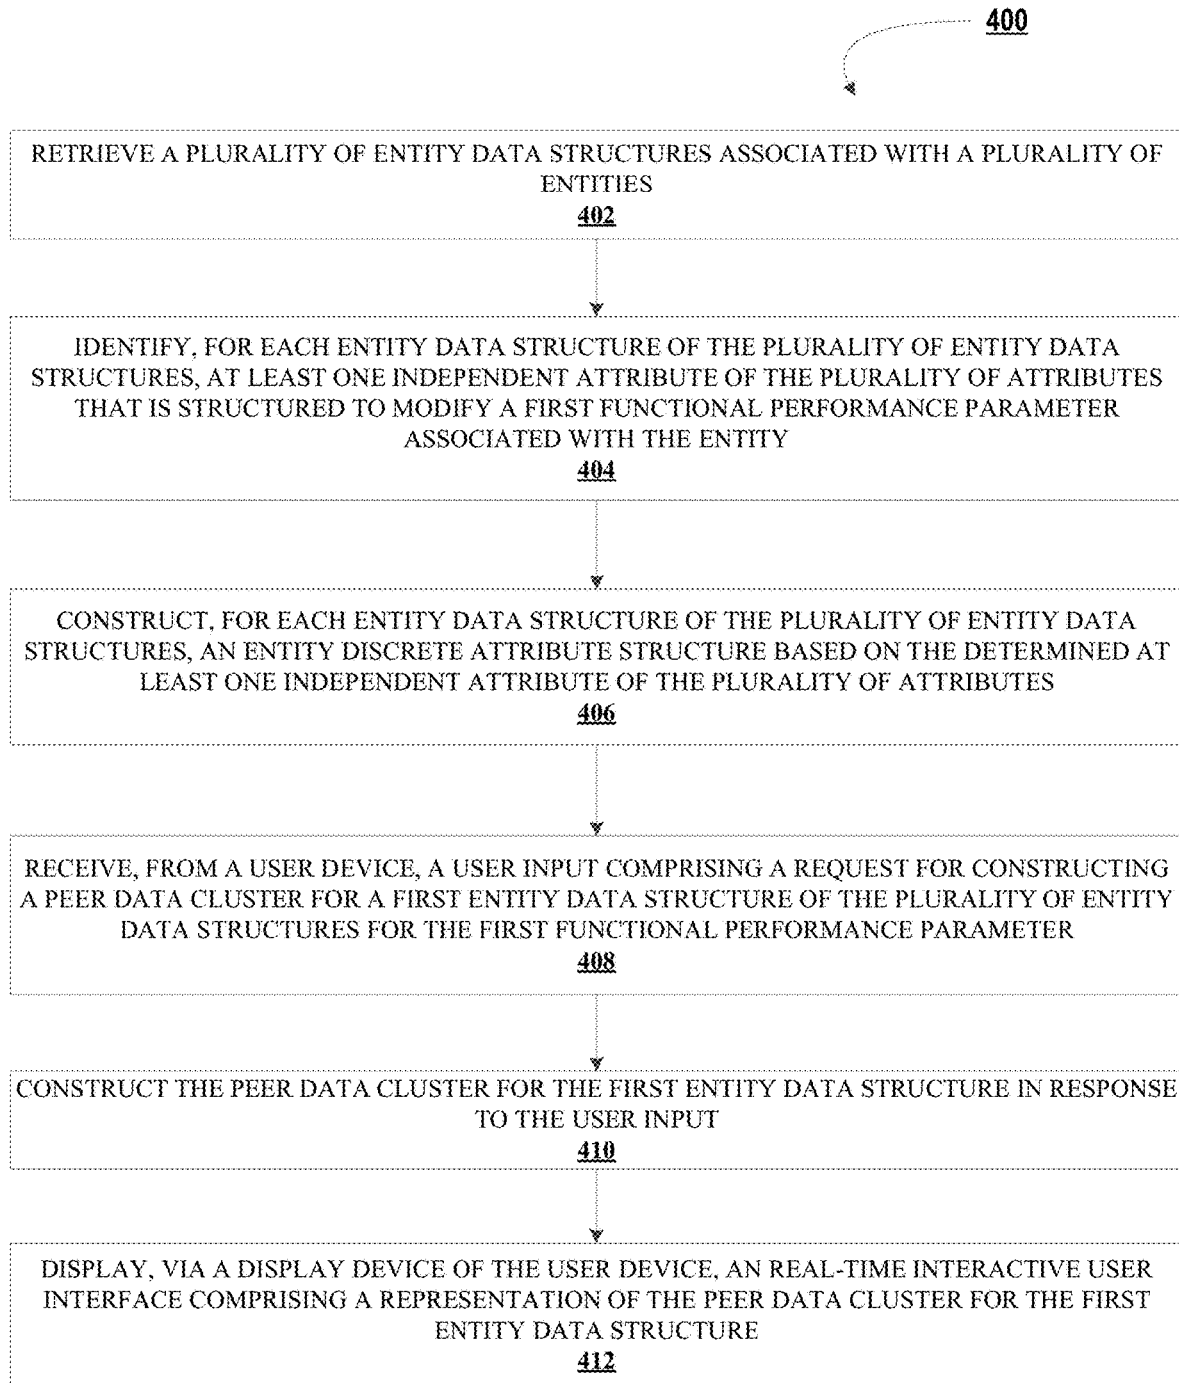 400
RETRIEVE A PLURALITY OF ENTITY DATA STRUCTURES ASSOCIATED WITH A PLURALITY OF
ENTITIES
402
IDENTIFY, FOR EACH ENTITY DATA STRUCTURE OF THE PLURALITY OF ENTITY DATA
STRUCTURES, AT LEAST ONE INDEPENDENT ATTRIBUTE OF THE PLURALITY OF ATTRIBUTES
THAT IS STRUCTURED TO MODIFY A FIRST FUNCTIONAL PERFORMANCE PARAMETER
ASSOCIATED WITH THE ENTITY
404
CONSTRUCT, FOR EACH ENTITY DATA STRUCTURE OF THE PLURALITY OF ENTITY DATA
STRUCTURES, AN ENTITY DISCRETE ATTRIBUTE STRUCTURE BASED ON THE DETERMINED AT
LEAST ONE INDEPENDENT ATTRIBUTE OF THE PLURALITY OF ATTRIBUTES
406
RECEIVE, FROM A USER DEVICE, A USER INPUT COMPRISING A REQUEST FOR CONSTRUCTING
A PEER DATA CLUSTER FOR A FIRST ENTITY DATA STRUCTURE OF THE PLURALITY OF ENTITY
DATA STRUCTURES FOR THE FIRST FUNCTIONAL PERFORMANCE PARAMETER
408
CONSTRUCT THE PEER DATA CLUSTER FOR THE FIRST ENTITY DATA STRUCTURE IN RESPONSE
TO THE USER INPUT
410
DISPLAY, VIA A DISPLAY DEVICE OF THE USER DEVICE, AN REAL-TIME INTERACTIVE USER
INTERFACE COMPRISING A REPRESENTATION OF THE PEER DATA CLUSTER FOR THE FIRST
ENTITY DATA STRUCTURE
412